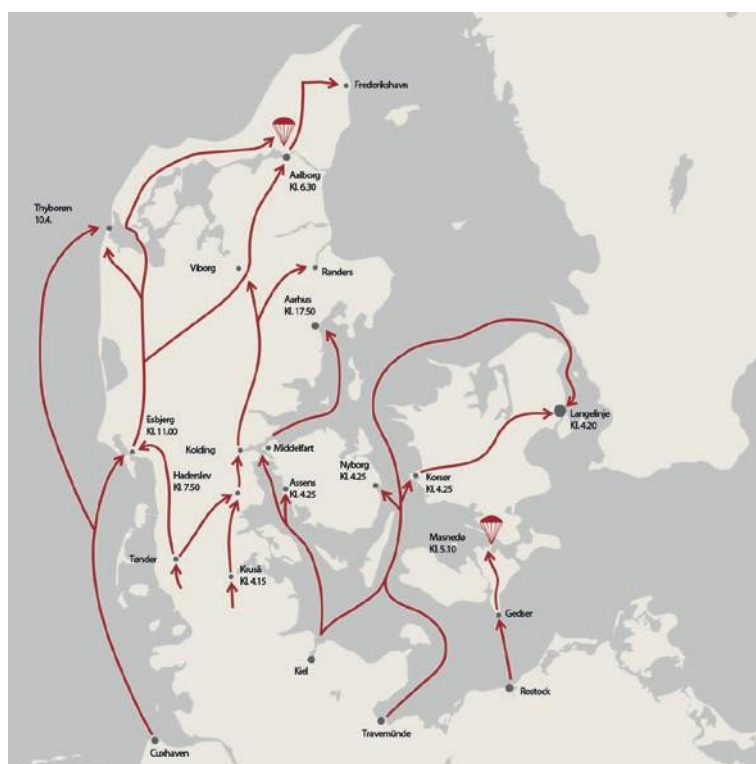 Frederikshavn
Aalborg
Kl. 6.30
Thyborøn
10.4.
Viborg
Randers
Aarhus
Kl. 17.50
Langelinje
Kl. 4.20
Esbjerg
Kl. 11.00
Kolding
Middelfart
Haderslev
Kl. 7.50
Assens
Kl. 4.25
Nyborg
Kl. 4.25
Korsør
Kl. 4.25
Masnedø
Kl. 5.10
Tønder
Kruså
Kl. 4.15
Gedser
Kiel
Rostock
Travemünde
Cuxhaven